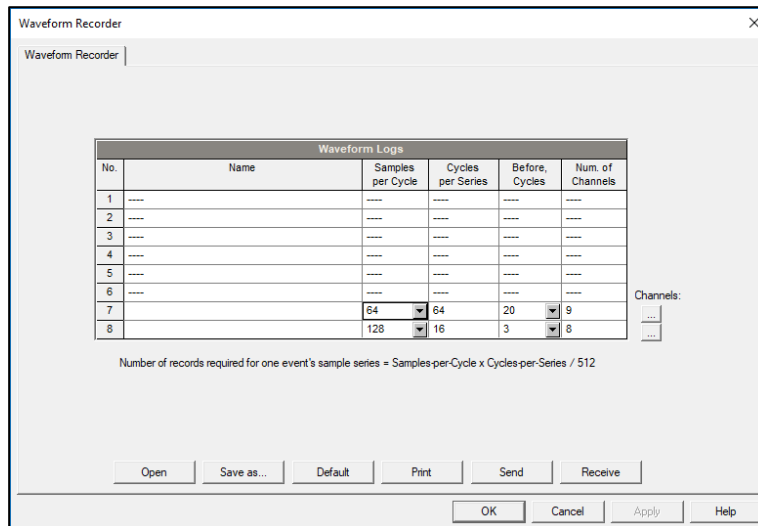 Waveform Recorder
Waveform Recorder
Waveform Logs
No. Name Samples per Cycle Cycles per Series Before, Cycles Num. of Channels
1 ---- ---- ---- ---- ----
2 ---- ---- ---- ---- ----
3 ---- ---- ---- ---- ----
4 ---- ---- ---- ---- ----
5 ---- ---- ---- ---- ----
6 ---- ---- ---- ---- ----
Channels:
7 64 64 20 9 ...
8 128 16 3 8 ...
Number of records required for one event's sample series = Samples-per-Cycle x Cycles-per-Series / 512
Open Save as... Default Print Send Receive
OK Cancel Apply Help